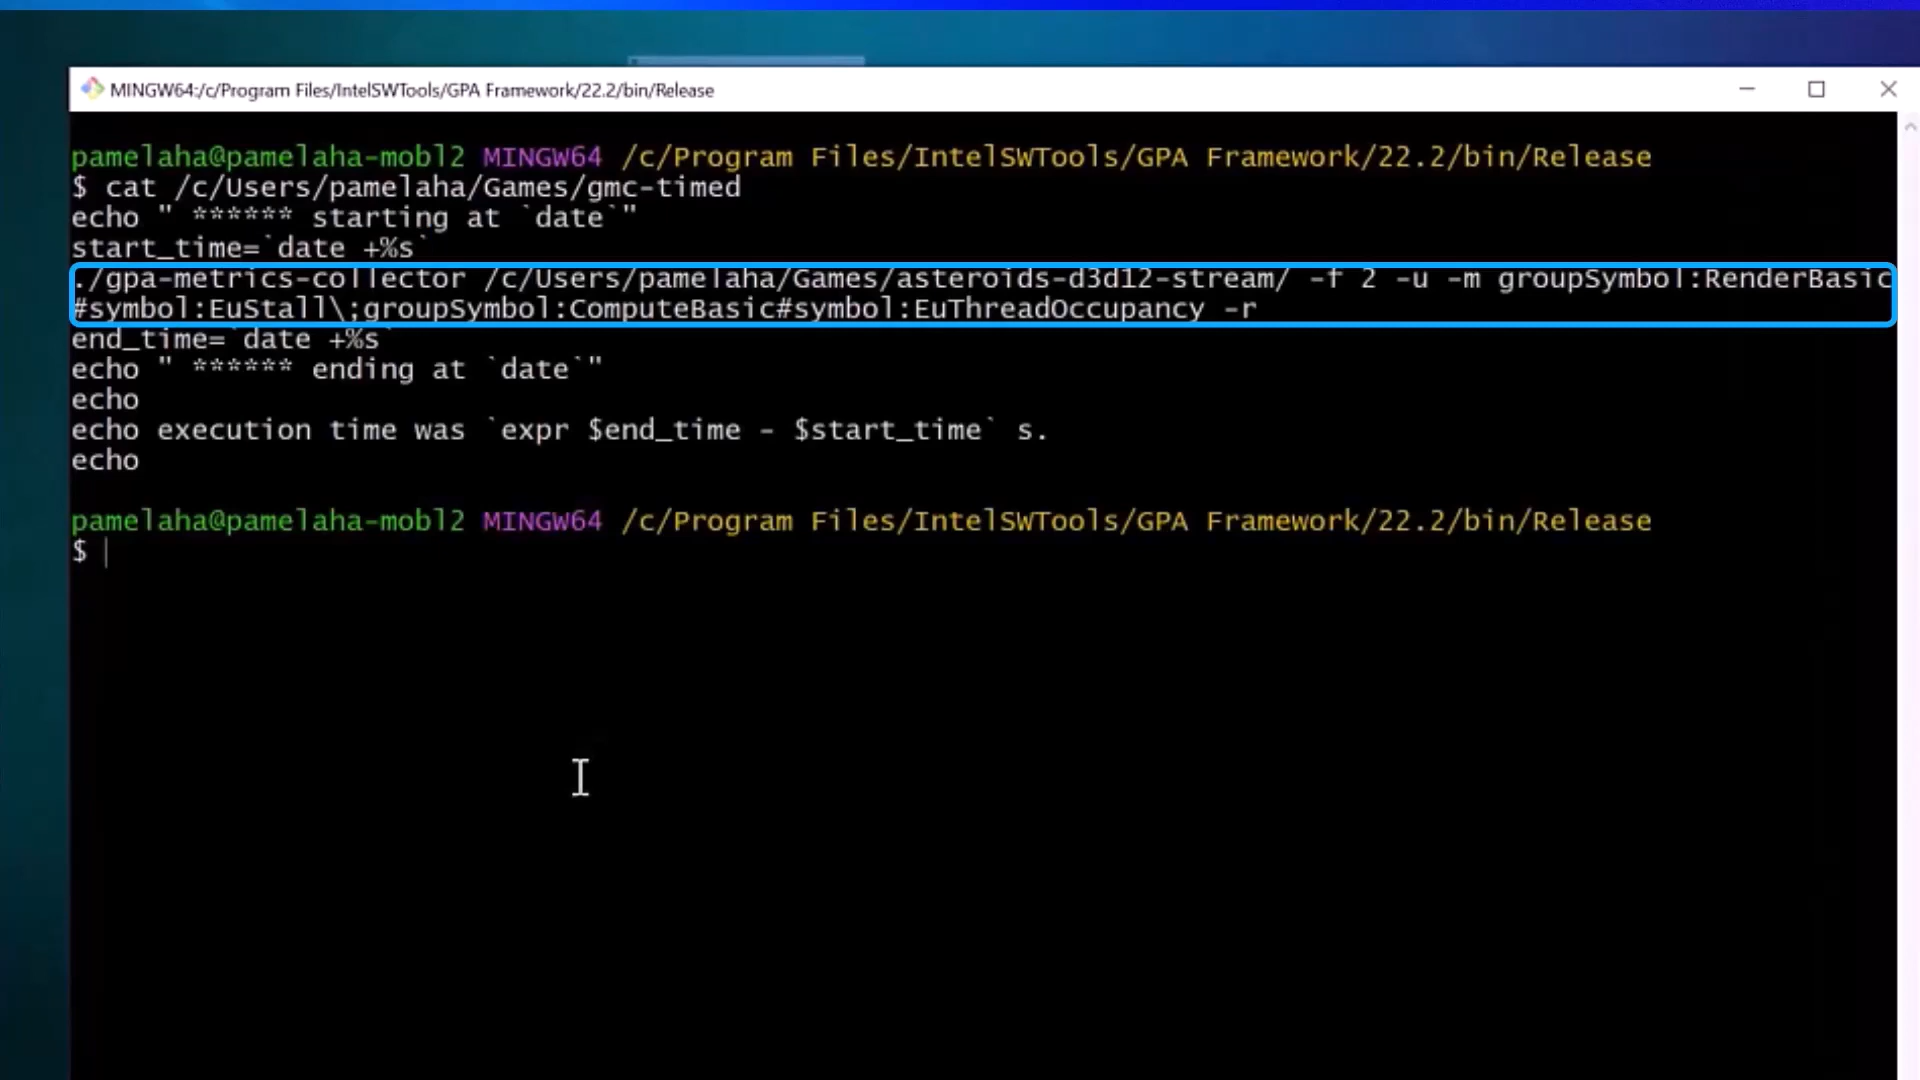 MINGW64:/c/Program Files/IntelSWTools/GPA Framework/22.2/bin/Release
pamelaha@pamelaha-mobl2 MINGW64 /c/Program Files/IntelSWTools/GPA Framework/22.2/bin/Release
$ cat /c/Users/pamelaha/Games/gmc-timed
echo " ****** starting at `date`"
start_time=`date +%s`
./gpa-metrics-collector /c/Users/pamelaha/Games/asteroids-d3d12-stream/ -f 2 -u -m groupSymbol:RenderBasic
#symbol:EuStall\;groupSymbol:ComputeBasic#symbol:EuThreadOccupancy -r
end_time=`date +%s`
echo " ****** ending at `date`"
echo
echo execution time was `expr $end_time - $start_time` s.
echo
pamelaha@pamelaha-mobl2 MINGW64 /c/Program Files/IntelSWTools/GPA Framework/22.2/bin/Release
$